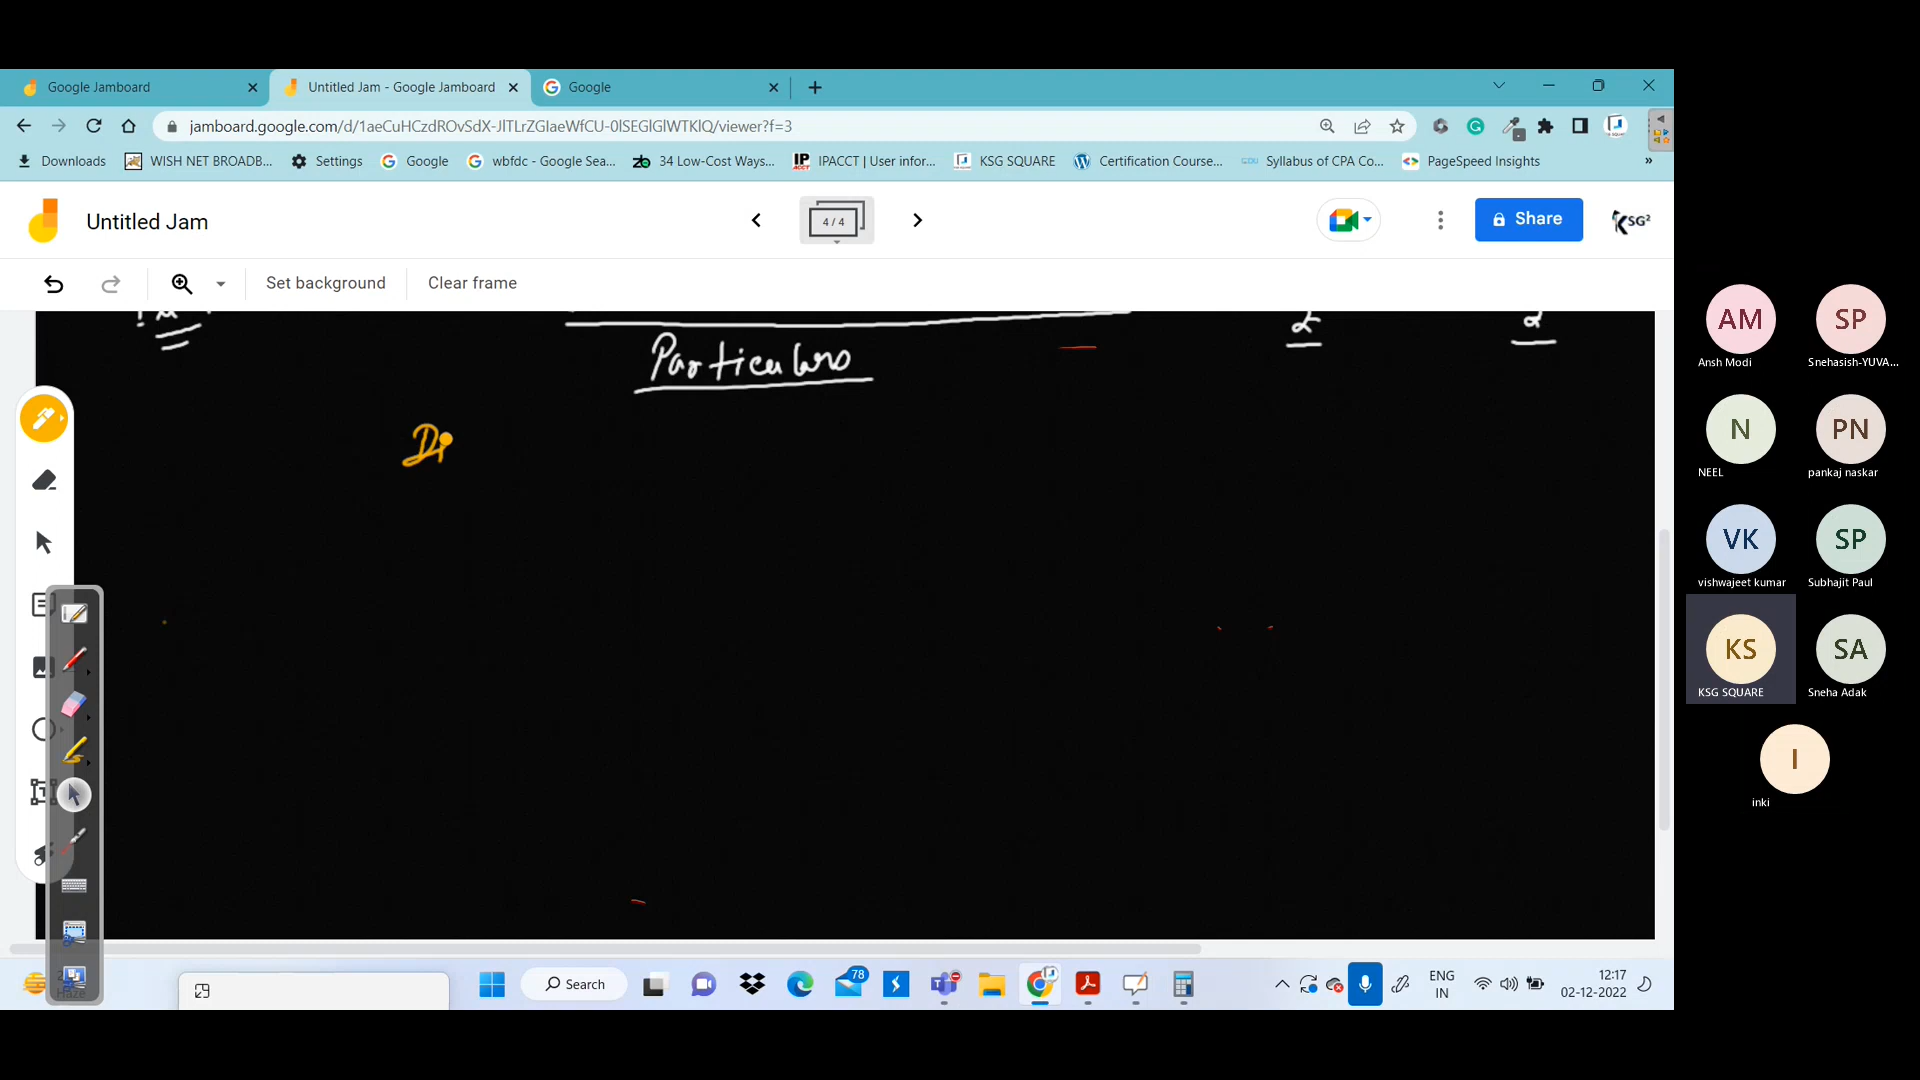 Google Jamboard
Untitled Jam - Google Jamboard
Google
jamboard.google.com/d/1aeCuHCzdROvSdX-JlTLrZGIaeWfCU-0lSEGlGlWTKlQ/viewer?f=3
Downloads
WISH NET BROADB...
Settings
Google
wbfdc - Google Sea...
34 Low-Cost Ways...
IPACCT | User infor...
KSG SQUARE
Certification Course...
Syllabus of CPA Co...
PageSpeed Insights
»
Untitled Jam
4 / 4
Share
KSG²
Set background
Clear frame
Particulars
Di
AM
Ansh Modi
SP
Snehasish-YUVA...
N
NEEL
PN
pankaj naskar
VK
vishwajeet kumar
SP
Subhajit Paul
KS
KSG SQUARE
SA
Sneha Adak
I
inki
Haze
Search
78
ENG
IN
12:17
02-12-2022